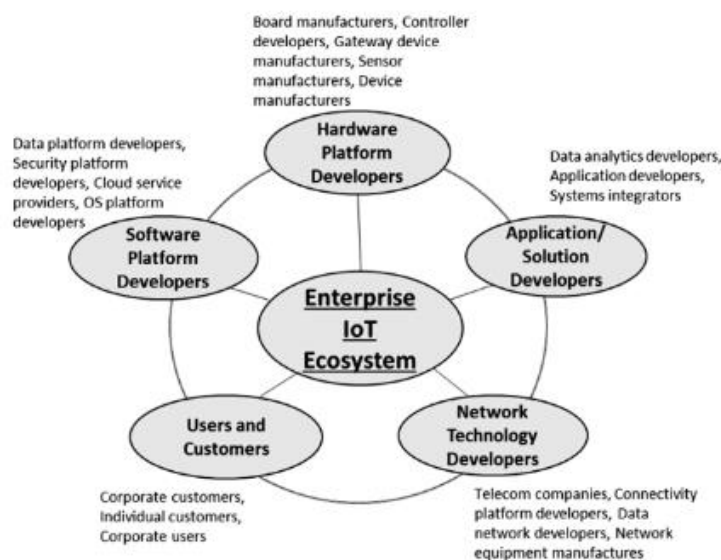 Board manufacturers, Controller
developers, Gateway device
manufacturers, Sensor
manufacturers, Device
manufacturers
Hardware
Platform
Developers
Data platform developers,
Security platform
developers, Cloud service
providers, OS platform
developers
Software
Platform
Developers
Data analytics developers,
Application developers,
Systems integrators
Application/
Solution
Developers
Enterprise
IoT
Ecosystem
Users and
Customers
Corporate customers,
Individual customers,
Corporate users
Network
Technology
Developers
Telecom companies, Connectivity
platform developers, Data
network developers, Network
equipment manufactures